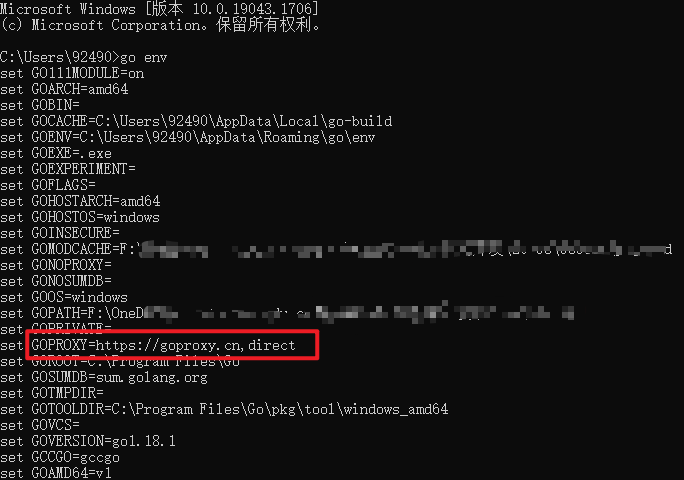 Microsoft Windows [版本 10.0.19043.1706]
(c) Microsoft Corporation。保留所有权利。
C:\Users\92490>go env
set GO111MODULE=on
set GOARCH=amd64
set GOBIN=
set GOCACHE=C:\Users\92490\AppData\Local\go-build
set GOENV=C:\Users\92490\AppData\Roaming\go\env
set GOEXE=.exe
set GOEXPERIMENT=
set GOFLAGS=
set GOHOSTARCH=amd64
set GOHOSTOS=windows
set GOINSECURE=
set GOMODCACHE=F:\
set GONOPROXY=
set GONOSUMDB=
set GOOS=windows
set GOPATH=F:\
set GOPRIVATE=
set GOPROXY=https://goproxy.cn,direct
set GOROOT=C:\Program Files\Go
set GOSUMDB=sum.golang.org
set GOTMPDIR=
set GOTOOLDIR=C:\Program Files\Go\pkg\tool\windows_amd64
set GOVCS=
set GOVERSION=go1.18.1
set GCCGO=gccgo
set GOAMD64=v1